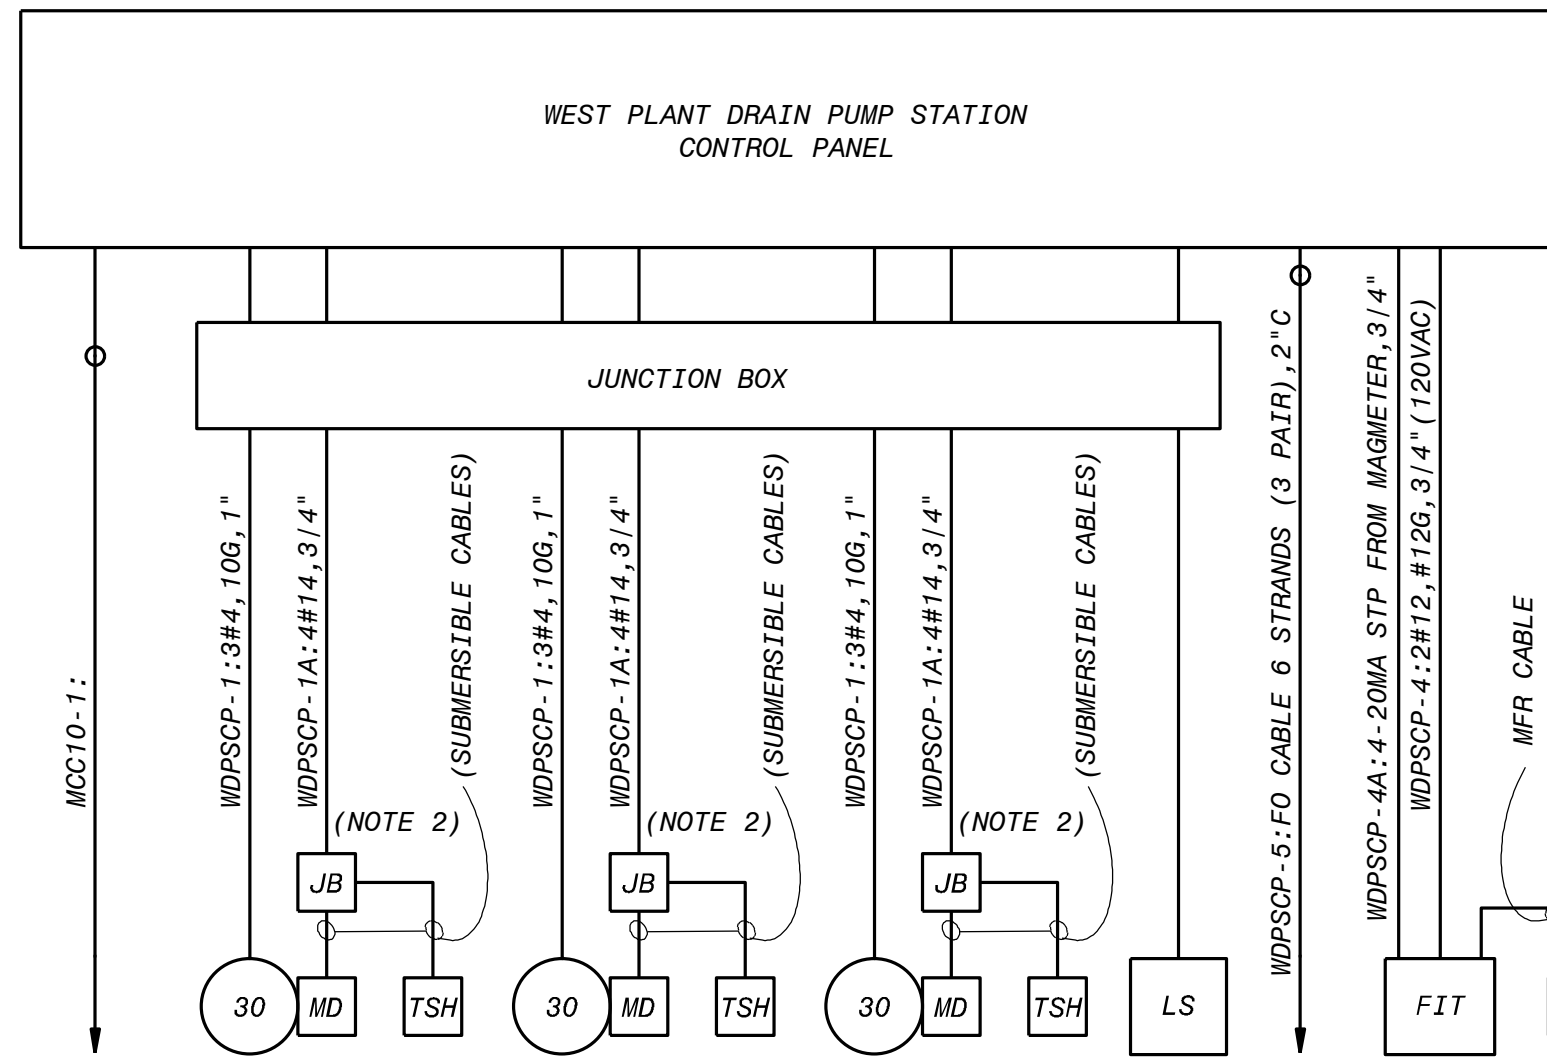 WEST PLANT DRAIN PUMP STATION
CONTROL PANEL
JUNCTION BOX
MCC10-1:
WDPSCP-1:3#4,10G,1"
WDPSCP-1A:4#14,3/4"
(SUBMERSIBLE CABLES)
(NOTE 2)
WDPSCP-1:3#4,10G,1"
WDPSCP-1A:4#14,3/4"
(SUBMERSIBLE CABLES)
(NOTE 2)
WDPSCP-1:3#4,10G,1"
WDPSCP-1A:4#14,3/4"
(SUBMERSIBLE CABLES)
(NOTE 2)
WDPSCP-5:FO CABLE 6 STRANDS (3 PAIR),2"C
WDPSCP-4A:4-20MA STP FROM MAGMETER,3/4"
WDPSCP-4:2#12,#12G,3/4"(120VAC)
MFR CABLE
JB
JB
JB
30
MD
TSH
30
MD
TSH
30
MD
TSH
LS
FIT